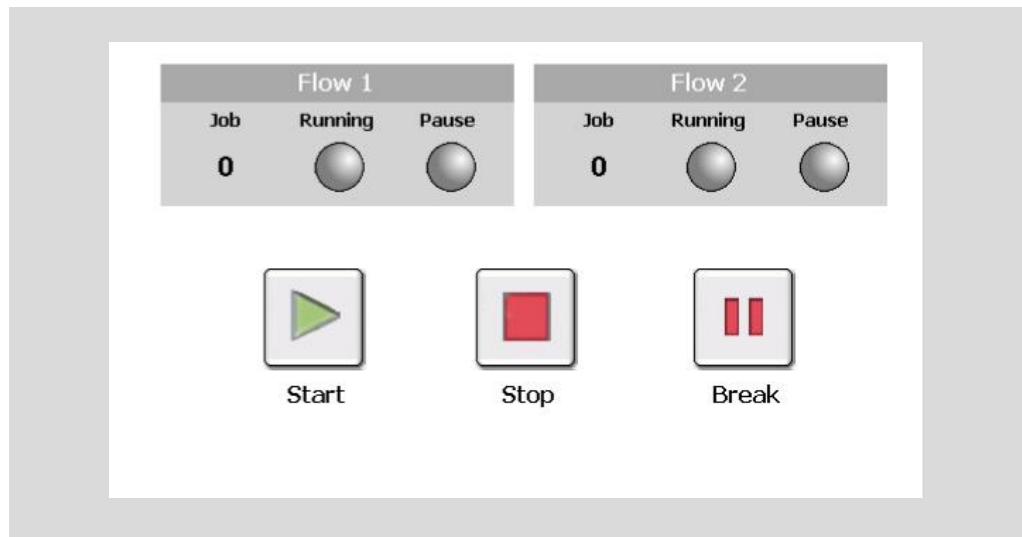 Flow 1
Job Running Pause
0
Flow 2
Job Running Pause
0
Start Stop Break